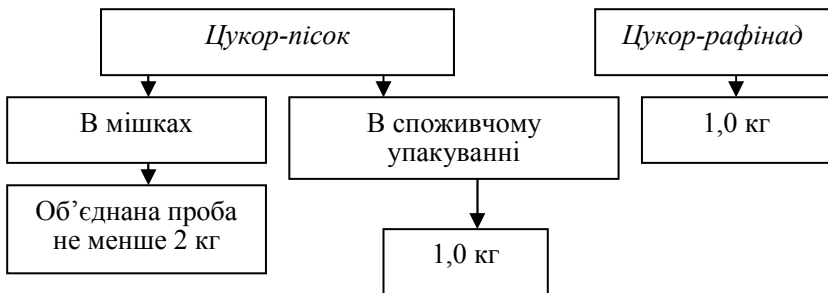 Цукор-пісок
Цукор-рафінад
В мішках
В споживчому
упакуванні
1,0 кг
Об’єднана проба
не менше 2 кг
1,0 кг